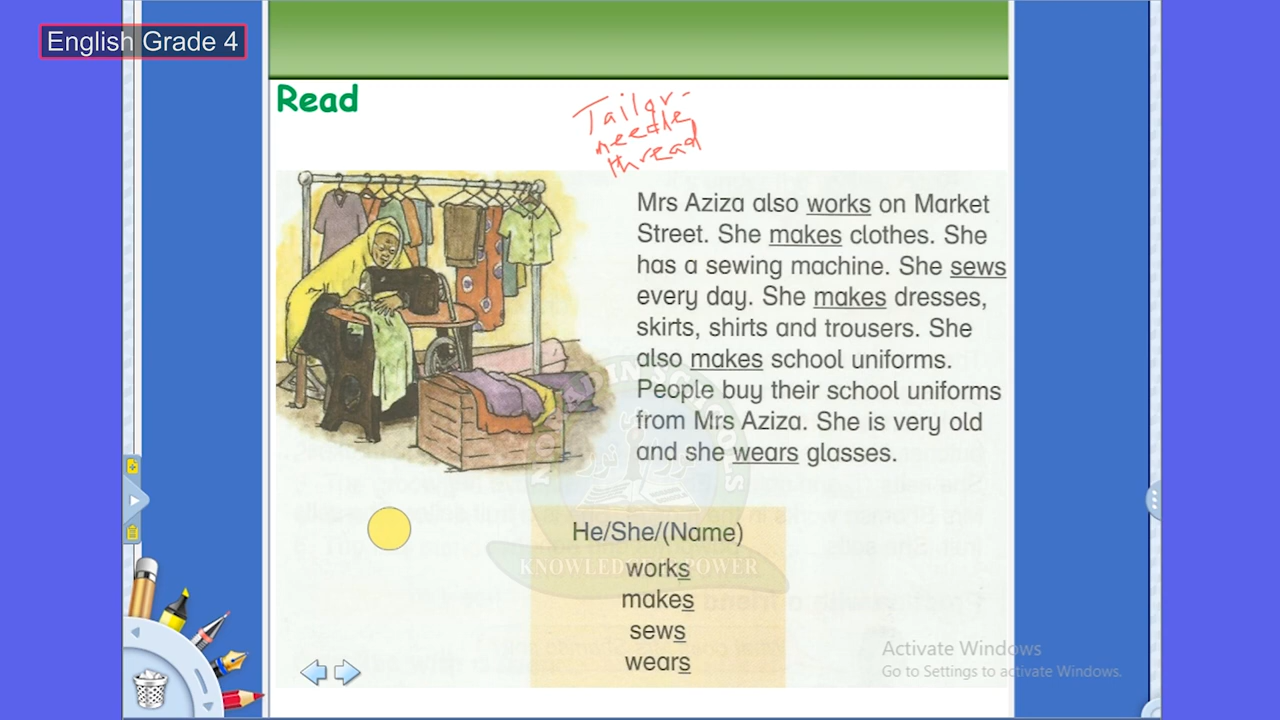 English Grade 4
Read
Tailor-
needle
thread
Mrs Aziza also works on Market
Street. She makes clothes. She
has a sewing machine. She sews
every day. She makes dresses,
skirts, shirts and trousers. She
also makes school uniforms.
People buy their school uniforms
from Mrs Aziza. She is very old
and she wears glasses.
He/She/(Name)
works
makes
sews
wears
Activate Windows
Go to Settings to activate Windows.